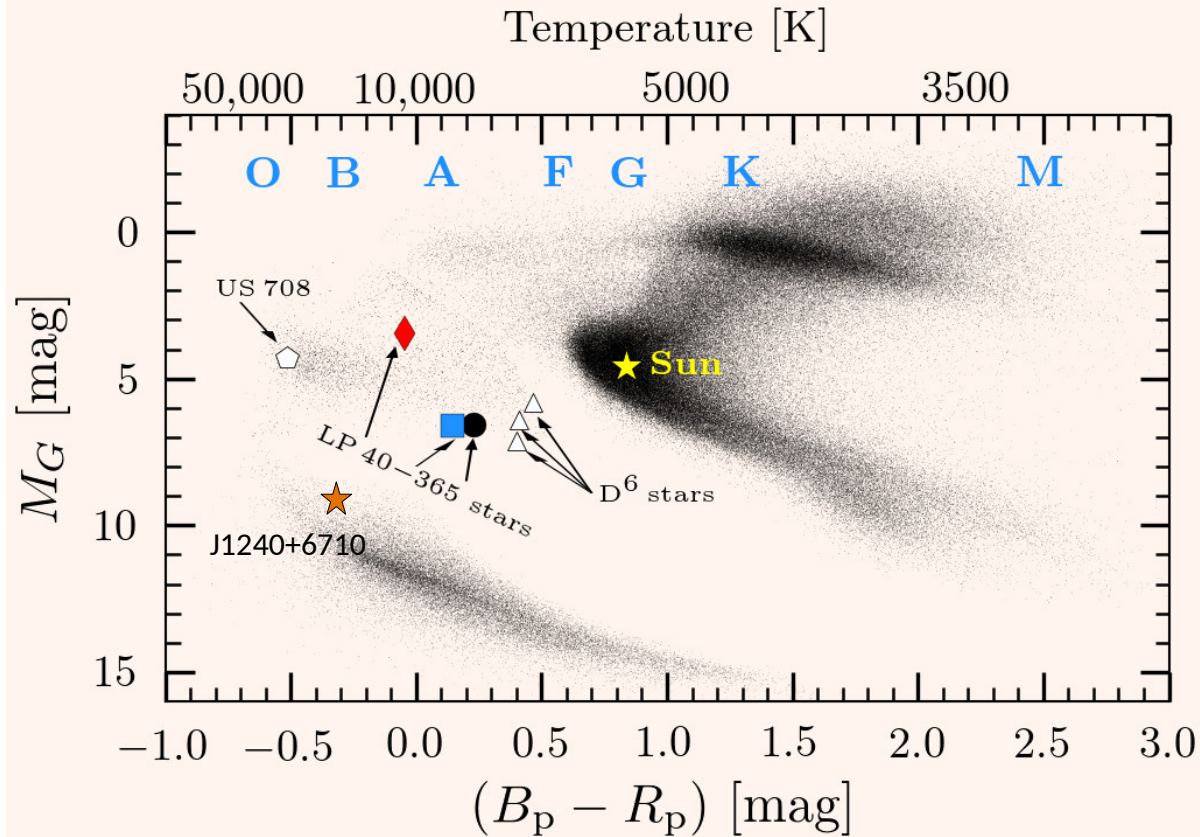 Temperature [K]
50,000 10,000 5000 3500
O B A F G K M
0
US 708
Sun
5
LP 40−365 stars
D⁶ stars
M_G [mag]
10
J1240+6710
15
−1.0 −0.5 0.0 0.5 1.0 1.5 2.0 2.5 3.0
(B_p − R_p) [mag]